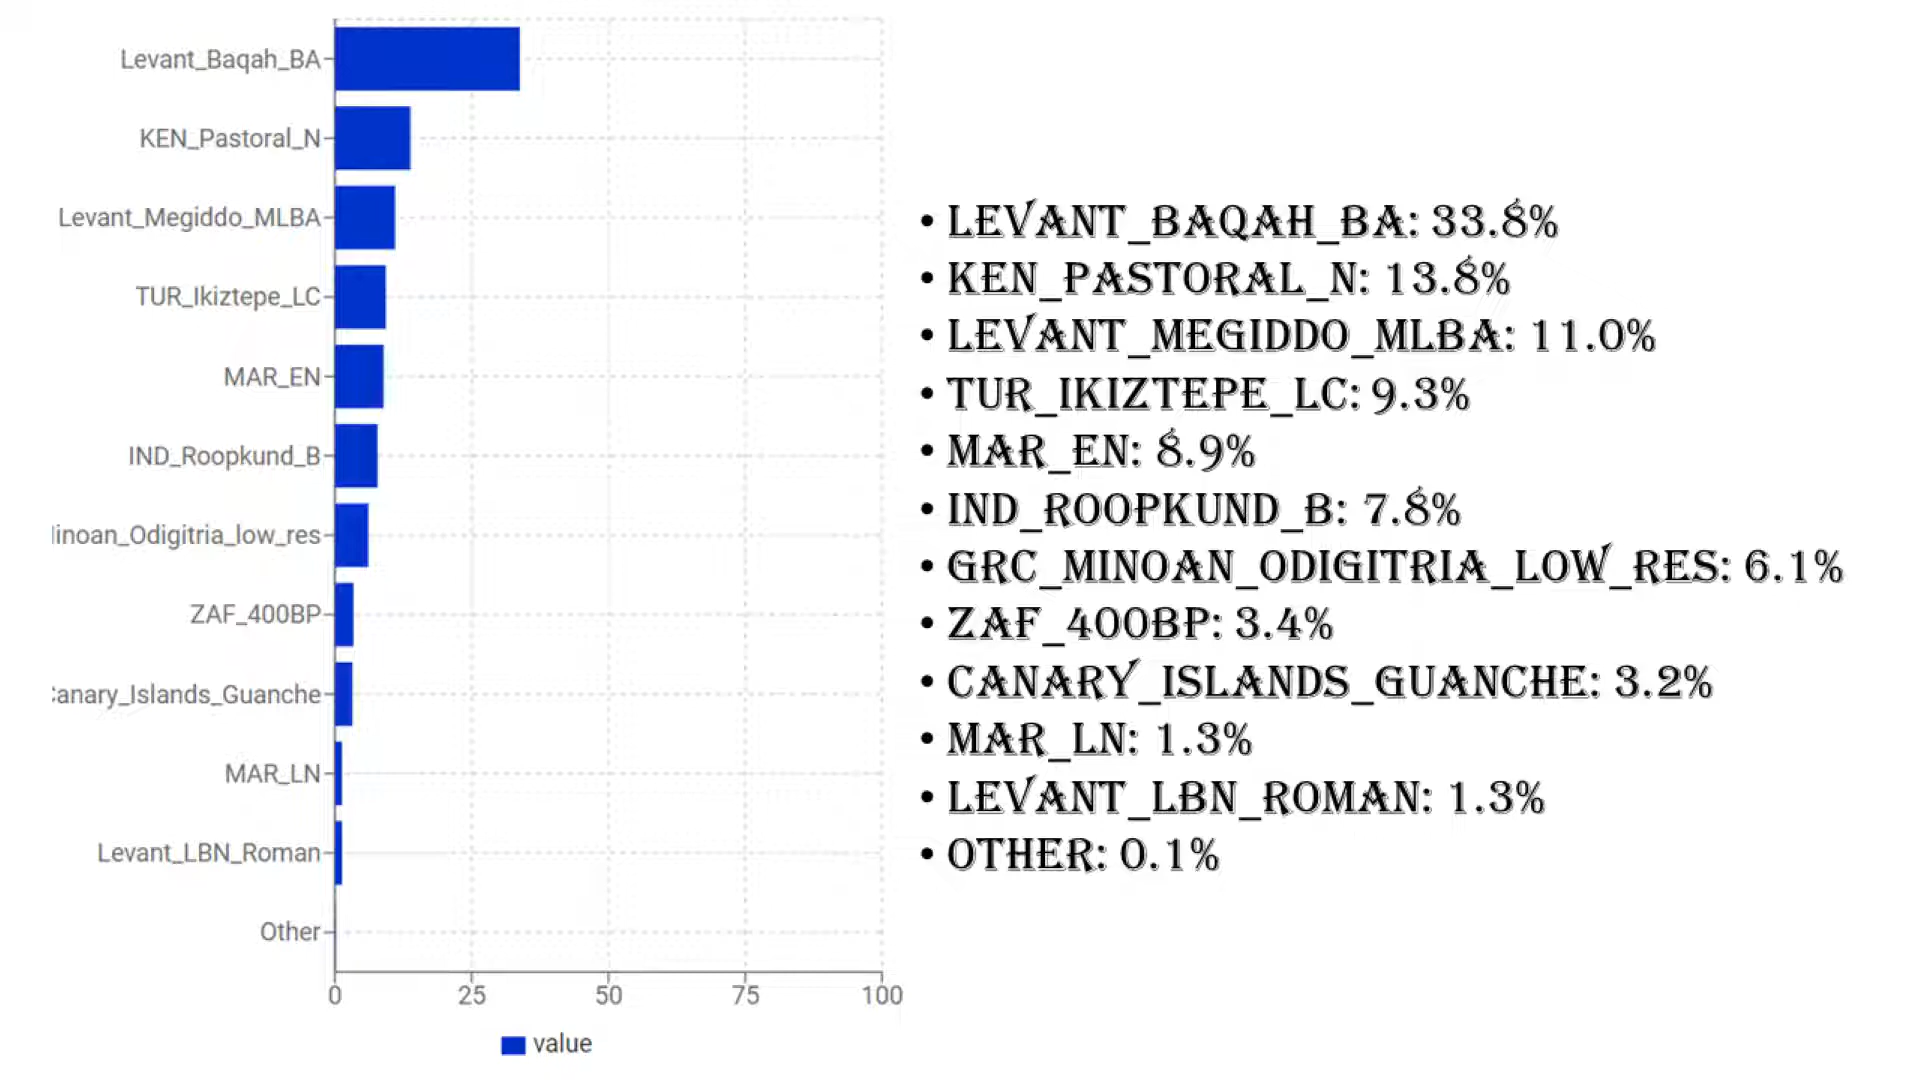 Levant_Baqah_BA
KEN_Pastoral_N
Levant_Megiddo_MLBA
TUR_Ikiztepe_LC
MAR_EN
IND_Roopkund_B
inoan_Odigitria_low_res
ZAF_400BP
anary_Islands_Guanche
MAR_LN
Levant_LBN_Roman
Other
0 25 50 75 100
value
• LEVANT_BAQAH_BA: 33.8%
• KEN_PASTORAL_N: 13.8%
• LEVANT_MEGIDDO_MLBA: 11.0%
• TUR_IKIZTEPE_LC: 9.3%
• MAR_EN: 8.9%
• IND_ROOPKUND_B: 7.8%
• GRC_MINOAN_ODIGITRIA_LOW_RES: 6.1%
• ZAF_400BP: 3.4%
• CANARY_ISLANDS_GUANCHE: 3.2%
• MAR_LN: 1.3%
• LEVANT_LBN_ROMAN: 1.3%
• OTHER: 0.1%